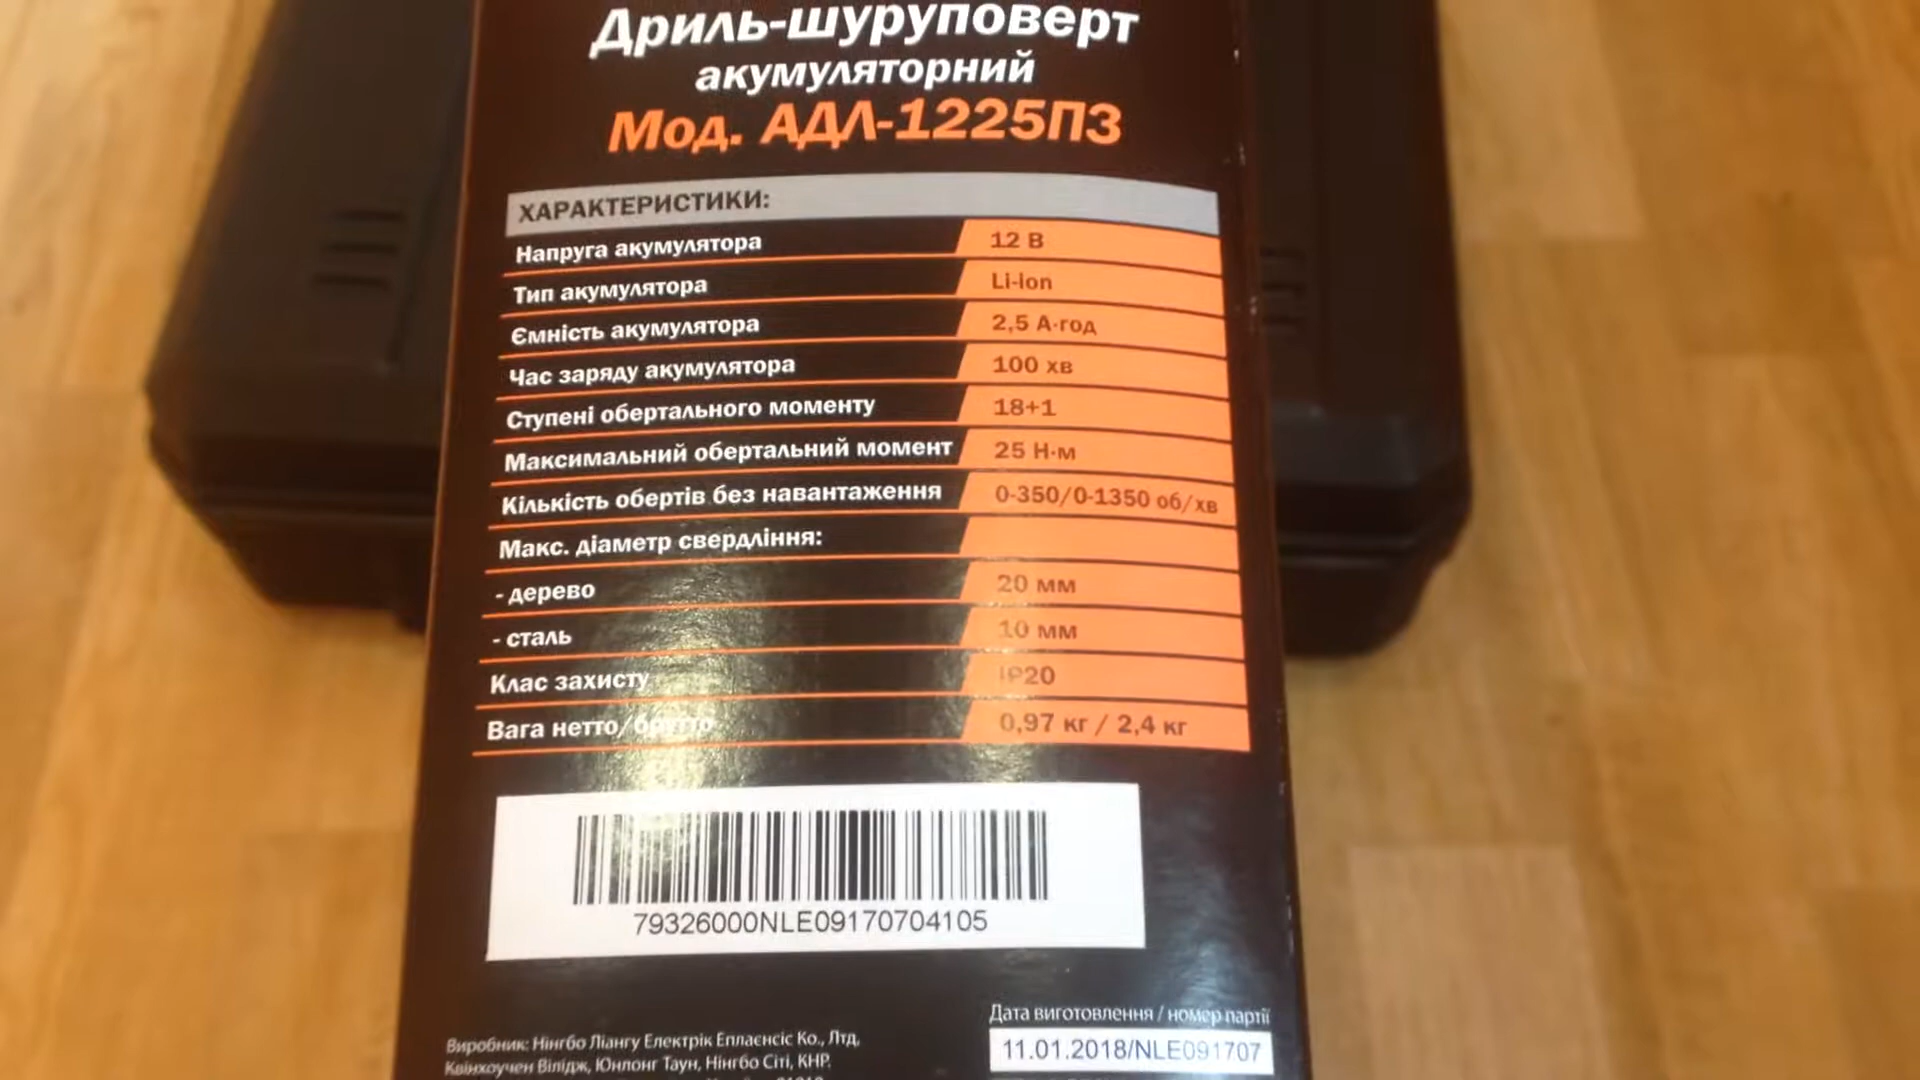 Дриль-шуруповерт
акумуляторний
Мод. АДЛ-1225ПЗ
ХАРАКТЕРИСТИКИ:
Напруга акумулятора 12 В
Тип акумулятора Li-ion
Ємність акумулятора 2,5 А·год
Час заряду акумулятора 100 хв
Ступені обертального моменту 18+1
Максимальний обертальний момент 25 Н·м
Кількість обертів без навантаження 0-350/0-1350 об/хв
Макс. діаметр свердління:
- дерево 20 мм
- сталь 10 мм
Клас захисту IP20
Вага нетто/брутто 0,97 кг / 2,4 кг
79326000NLE09170704105
Дата виготовлення / номер партії
11.01.2018/NLE091707
Виробник: Нінгбо Ліангу Електрік Еплаєнсіс Ко., Лтд,
Квінхоучен Вілідж, Юнлонг Таун, Нінгбо Сіті, КНР.